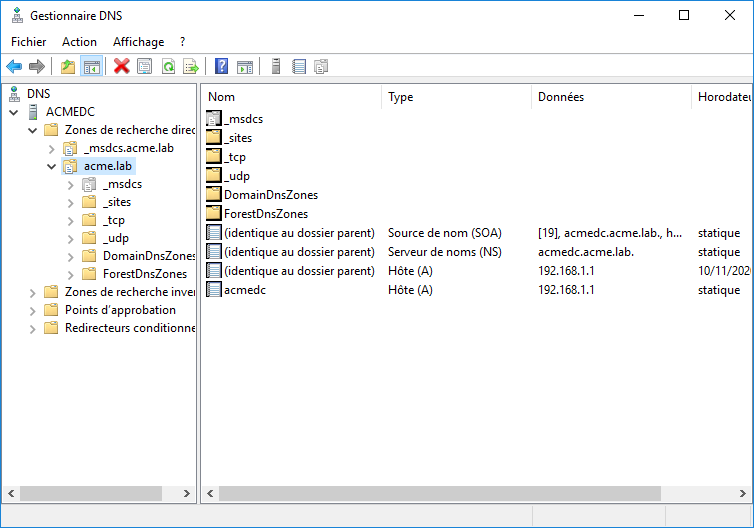 Gestionnaire DNS
Fichier Action Affichage ?
DNS
ACMEDC
Zones de recherche direc
_msdcs.acme.lab
acme.lab
_msdcs
_sites
_tcp
_udp
DomainDnsZones
ForestDnsZones
Zones de recherche inver
Points d'approbation
Redirecteurs conditionne
Nom Type Données Horodateu
_msdcs
_sites
_tcp
_udp
DomainDnsZones
ForestDnsZones
(identique au dossier parent) Source de nom (SOA) [19], acmedc.acme.lab., h... statique
(identique au dossier parent) Serveur de noms (NS) acmedc.acme.lab. statique
(identique au dossier parent) Hôte (A) 192.168.1.1 10/11/202
acmedc Hôte (A) 192.168.1.1 statique